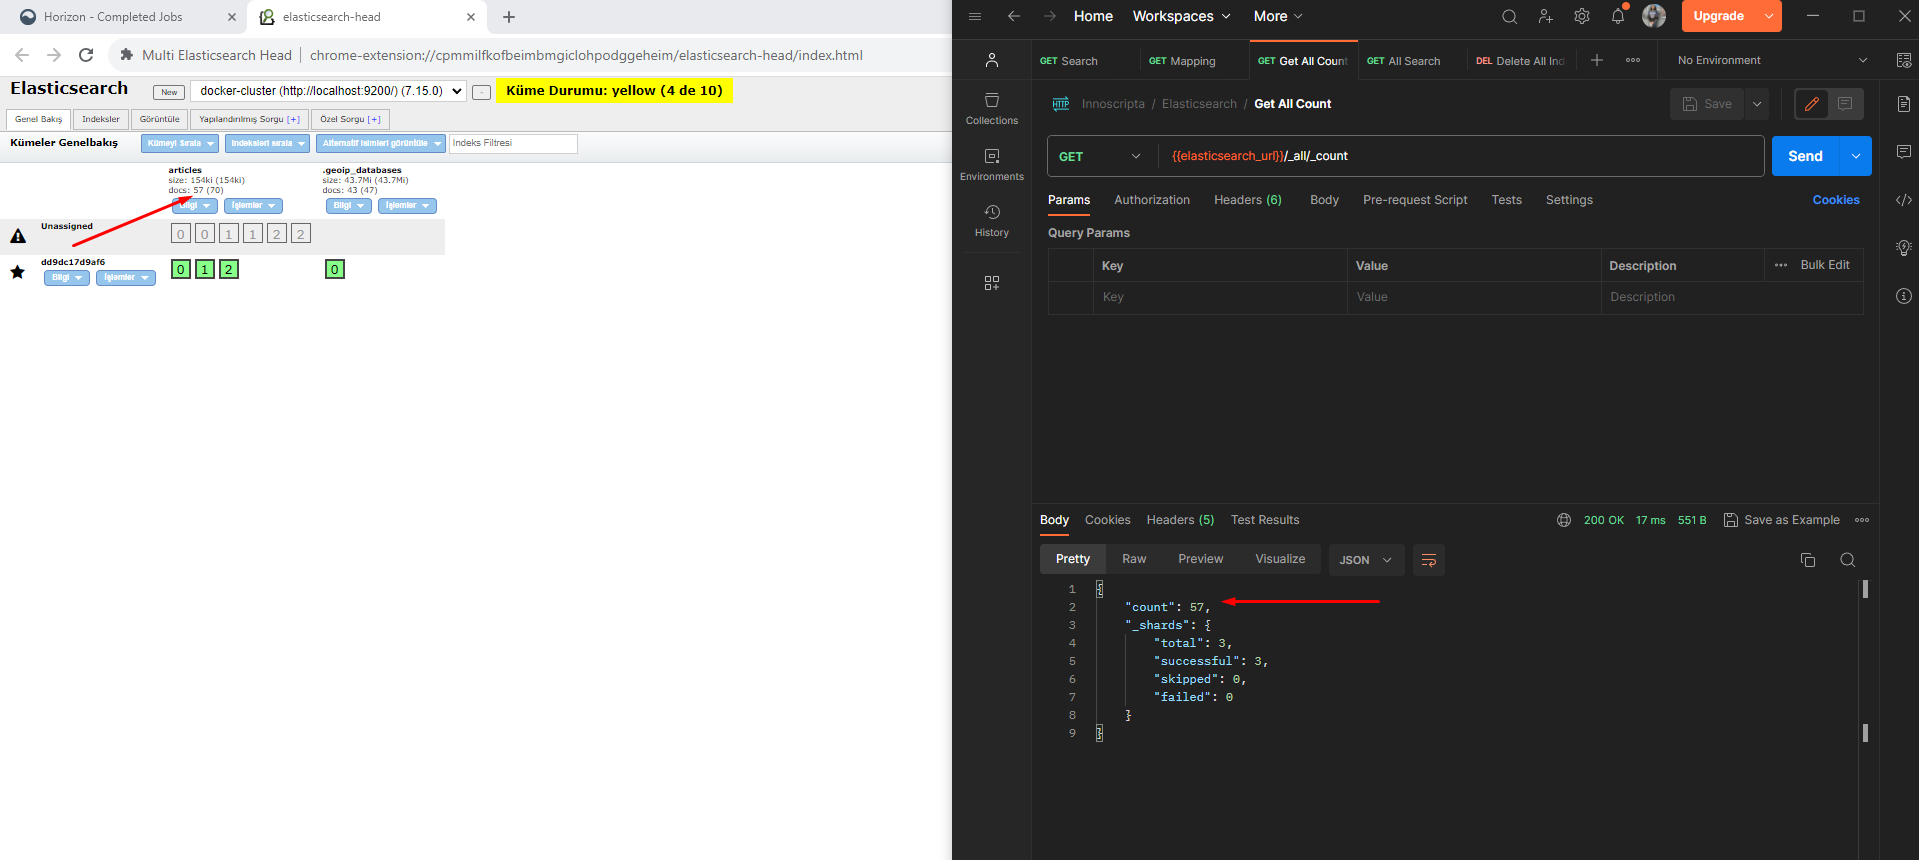 Horizon - Completed Jobs
elasticsearch-head
Multi Elasticsearch Head
chrome-extension://cpmmilfkofbeimbmgiclohpodggeheim/elasticsearch-head/index.html
Elasticsearch
New
docker-cluster (http://localhost:9200/) (7.15.0)
-
Küme Durumu: yellow (4 de 10)
Genel Bakış
Indeksler
Görüntüle
Yapılandırılmış Sorgu [+]
Özel Sorgu [+]
Kümeler Genelbakış
Kümeyi Sırala
Indeksleri sırala
Alternatif isimleri görüntüle
Indeks Filtresi
articles
size: 154ki (154ki)
docs: 57 (70)
Bilgi
İşlemler
.geoip_databases
size: 43.7Mi (43.7Mi)
docs: 43 (47)
Bilgi
İşlemler
Unassigned
0 0 1 1 2 2
dd9dc17d9af6
Bilgi
İşlemler
0 1 2
0
Home
Workspaces
More
Upgrade
GET Search
GET Mapping
GET Get All Count
GET All Search
DEL Delete All Ind
No Environment
Collections
Environments
History
HTTP
Innoscripta / Elasticsearch / Get All Count
Save
GET
{{elasticsearch_url}}/_all/_count
Send
Params
Authorization
Headers (6)
Body
Pre-request Script
Tests
Settings
Cookies
Query Params
Key
Value
Description
Bulk Edit
Key
Value
Description
Body
Cookies
Headers (5)
Test Results
200 OK
17 ms
551 B
Save as Example
Pretty
Raw
Preview
Visualize
JSON
1 {
2 "count": 57,
3 "_shards": {
4 "total": 3,
5 "successful": 3,
6 "skipped": 0,
7 "failed": 0
8 }
9 }